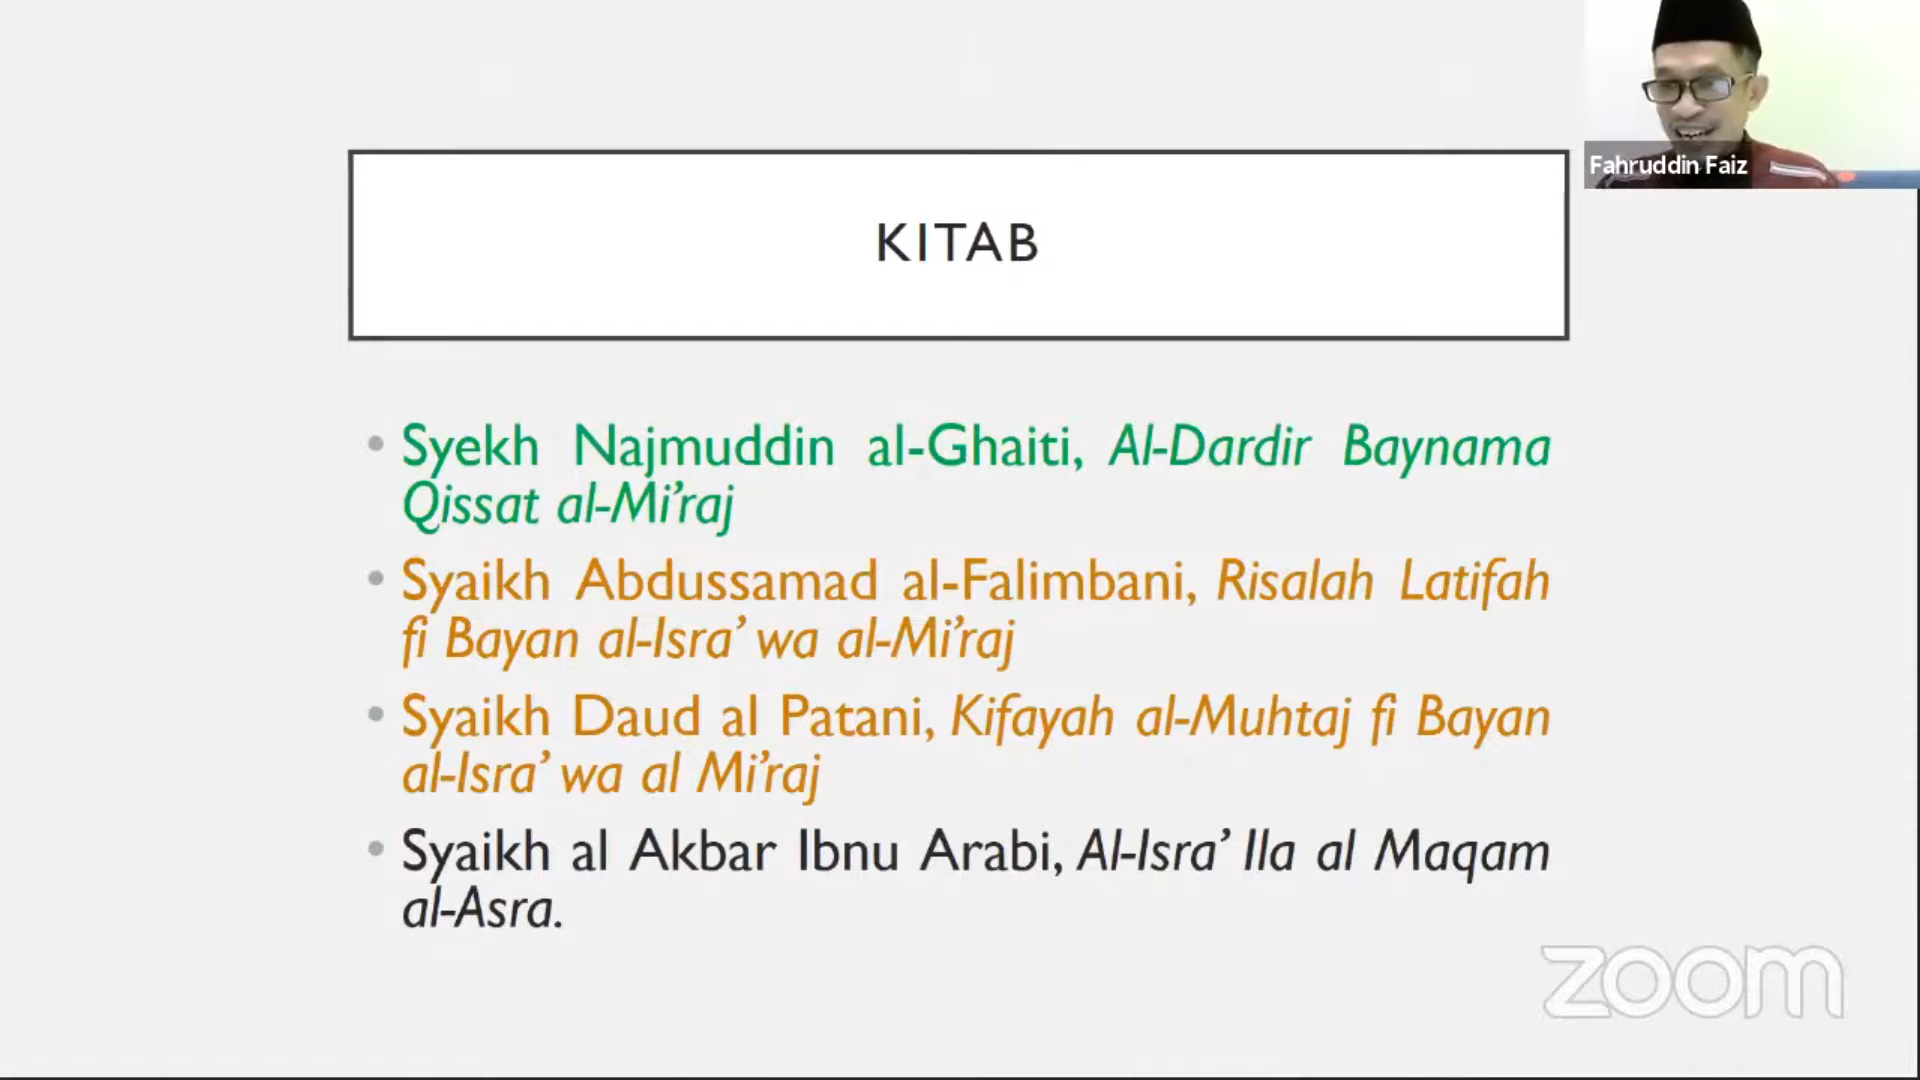 Fahruddin Faiz
KITAB
• Syekh Najmuddin al-Ghaiti, Al-Dardir Baynama
Qissat al-Mi’raj
• Syaikh Abdussamad al-Falimbani, Risalah Latifah
fi Bayan al-Isra’ wa al-Mi’raj
• Syaikh Daud al Patani, Kifayah al-Muhtaj fi Bayan
al-Isra’ wa al Mi’raj
• Syaikh al Akbar Ibnu Arabi, Al-Isra’ Ila al Maqam
al-Asra.
zoom